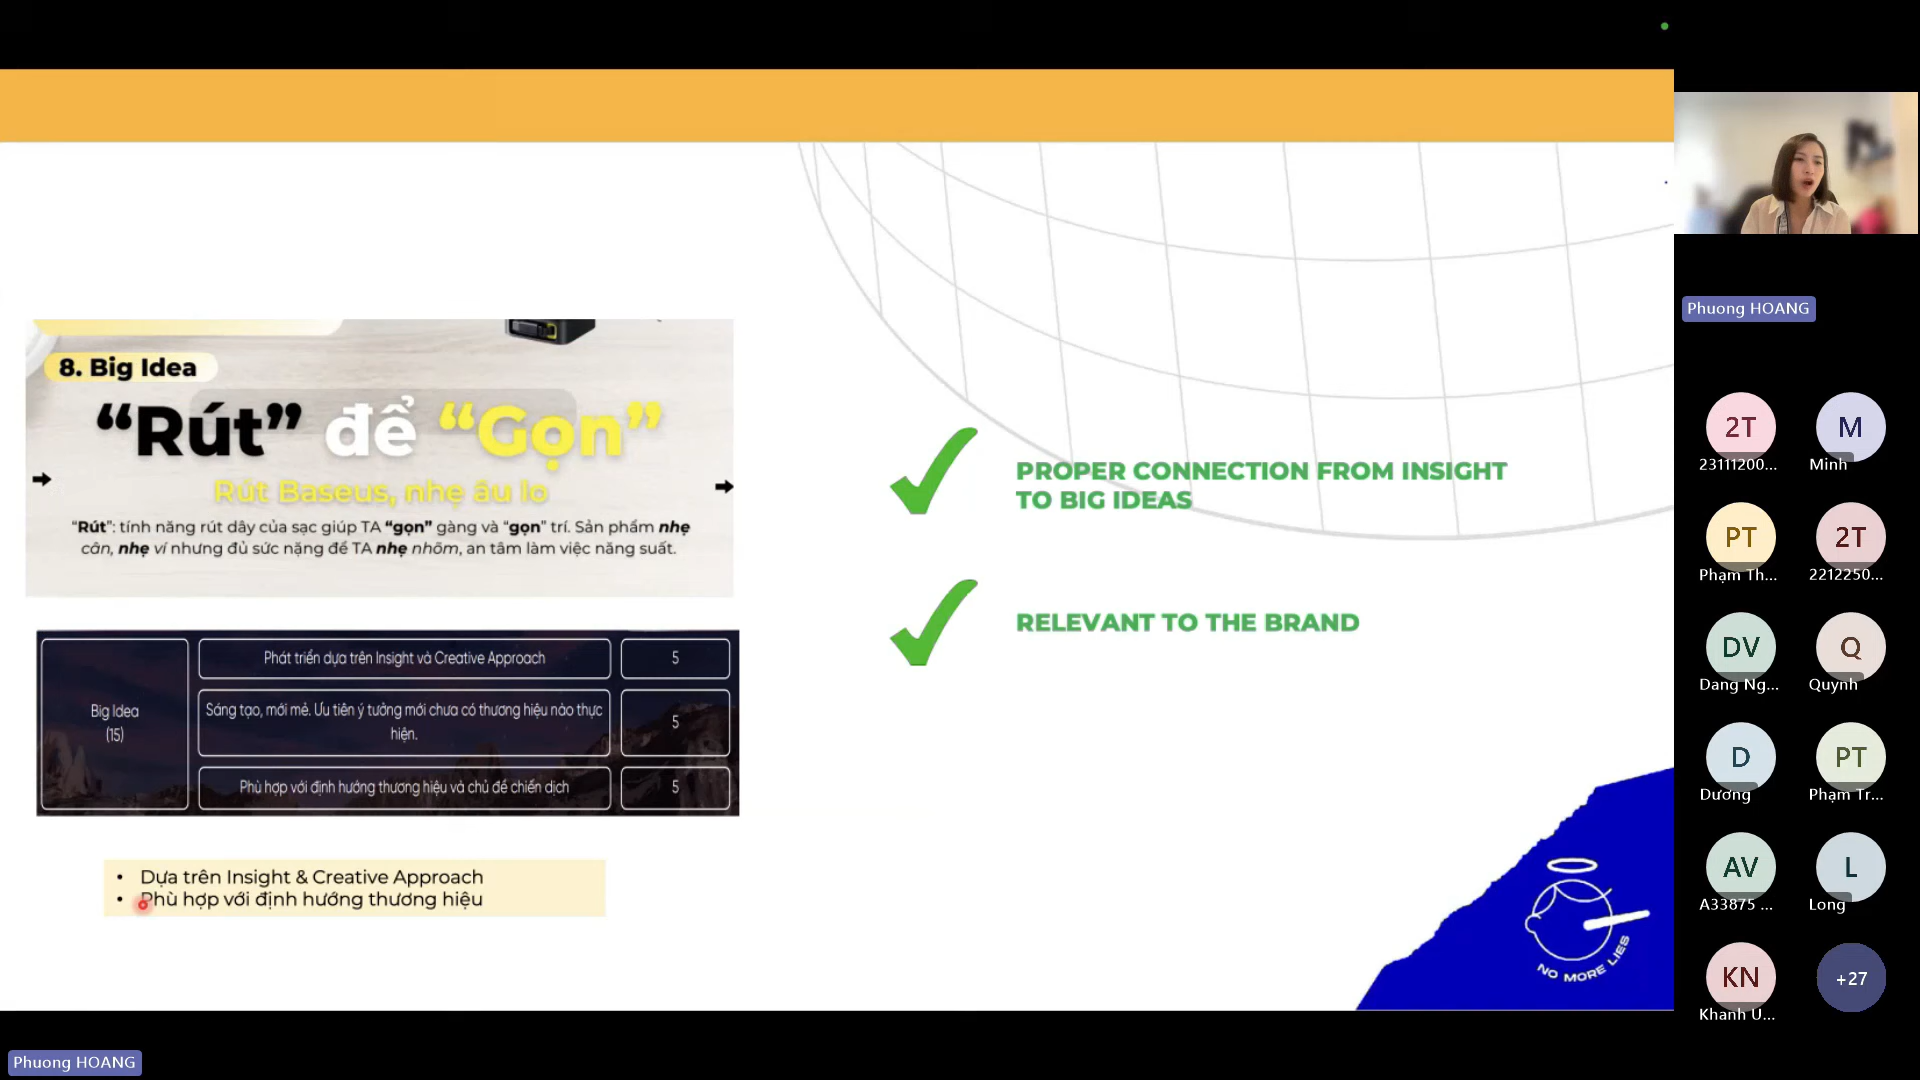 8. Big Idea
“Rút” để “Gọn”
Rút Baseus, nhẹ âu lo
“Rút”: tính năng rút dây của sạc giúp TA “gọn” gàng và “gọn” trí. Sản phẩm nhẹ
cân, nhẹ ví nhưng đủ sức nặng để TA nhẹ nhõm, an tâm làm việc năng suất.
Big Idea
(15)
Phát triển dựa trên Insight và Creative Approach
5
Sáng tạo, mới mẻ. Ưu tiên ý tưởng mới chưa có thương hiệu nào thực
hiện.
5
Phù hợp với định hướng thương hiệu và chủ đề chiến dịch
5
• Dựa trên Insight & Creative Approach
• Phù hợp với định hướng thương hiệu
PROPER CONNECTION FROM INSIGHT
TO BIG IDEAS
RELEVANT TO THE BRAND
NO MORE LIES
Phuong HOANG
2T
23111200...
M
Minh
PT
Phạm Th...
2T
2212250...
DV
Dang Ng...
Q
Quynh
D
Dương
PT
Phạm Tr...
AV
A33875 ...
L
Long
KN
Khanh U...
+27
Phuong HOANG